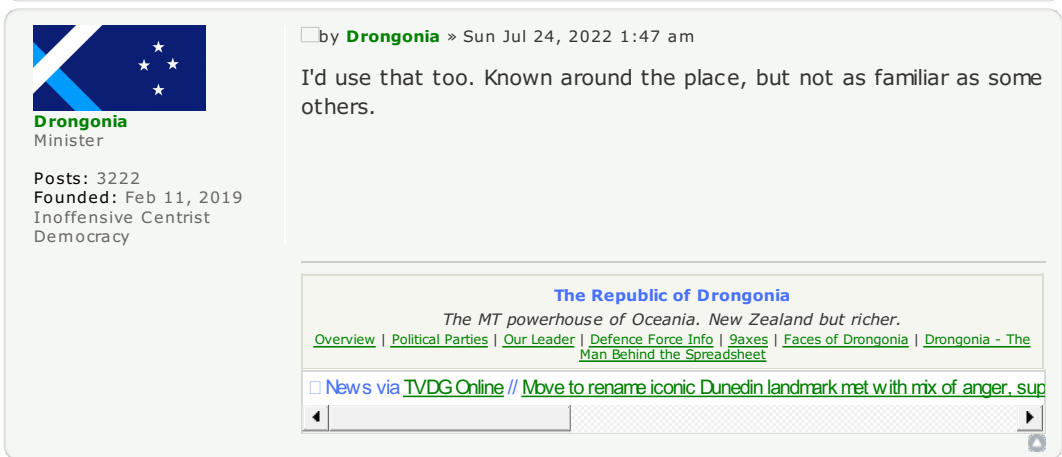 by Drongonia » Sun Jul 24, 2022 1:47 am
I'd use that too. Known around the place, but not as familiar as some
others.
Drongonia
Minister
Posts: 3222
Founded: Feb 11, 2019
Inoffensive Centrist
Democracy
The Republic of Drongonia
The MT powerhouse of Oceania. New Zealand but richer.
Overview | Political Parties | Our Leader | Defence Force Info | 9axes | Faces of Drongonia | Drongonia - The
Man Behind the Spreadsheet
News via TVDG Online // Move to rename iconic Dunedin landmark met with mix of anger, sup